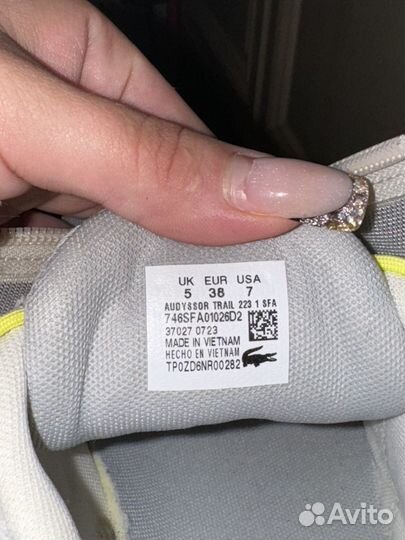 UK EUR USA
5 38 7
AUDYSSOR TRAIL 223 1 SFA
746SFA01026D2
37027 0723
MADE IN VIETNAM
HECHO EN VIETNAM
TP0ZD6NR00282
Avito